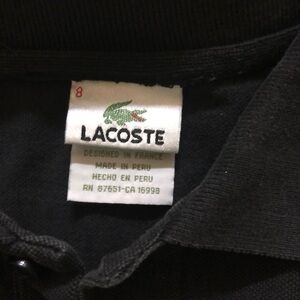 8
LACOSTE
DESIGNED IN FRANCE
MADE IN PERU
HECHO EN PERU
RN 87651-CA 16998